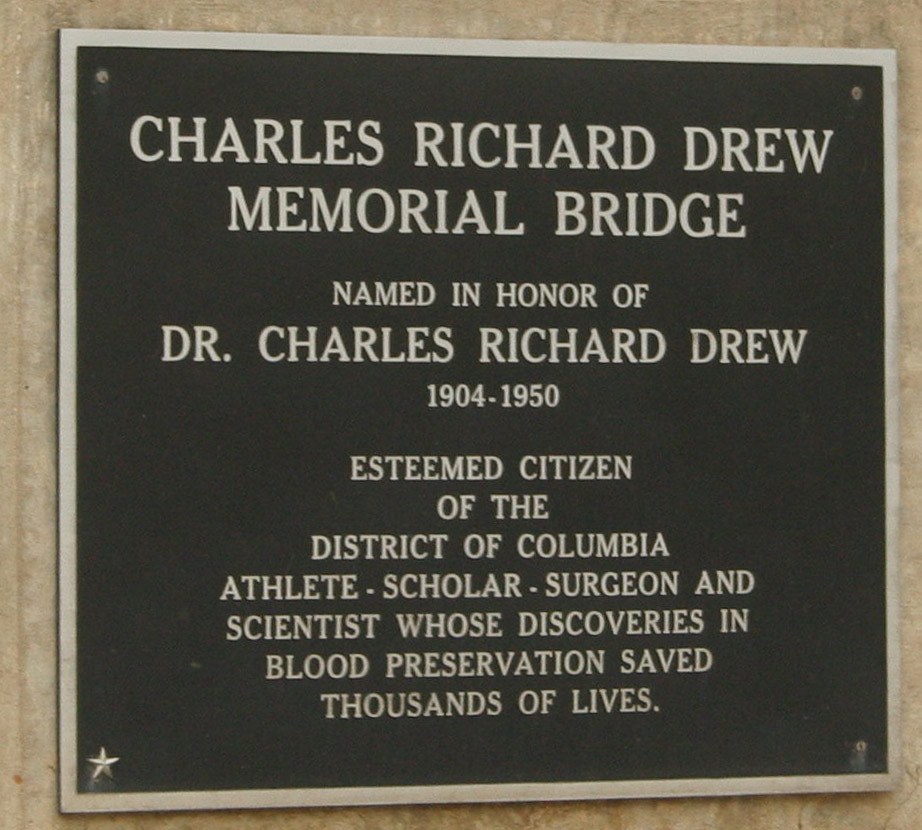 CHARLES RICHARD DREW
MEMORIAL BRIDGE
NAMED IN HONOR OF
DR. CHARLES RICHARD DREW
1904-1950
ESTEEMED CITIZEN
OF THE
DISTRICT OF COLUMBIA
ATHLETE - SCHOLAR - SURGEON AND
SCIENTIST WHOSE DISCOVERIES IN
BLOOD PRESERVATION SAVED
THOUSANDS OF LIVES.